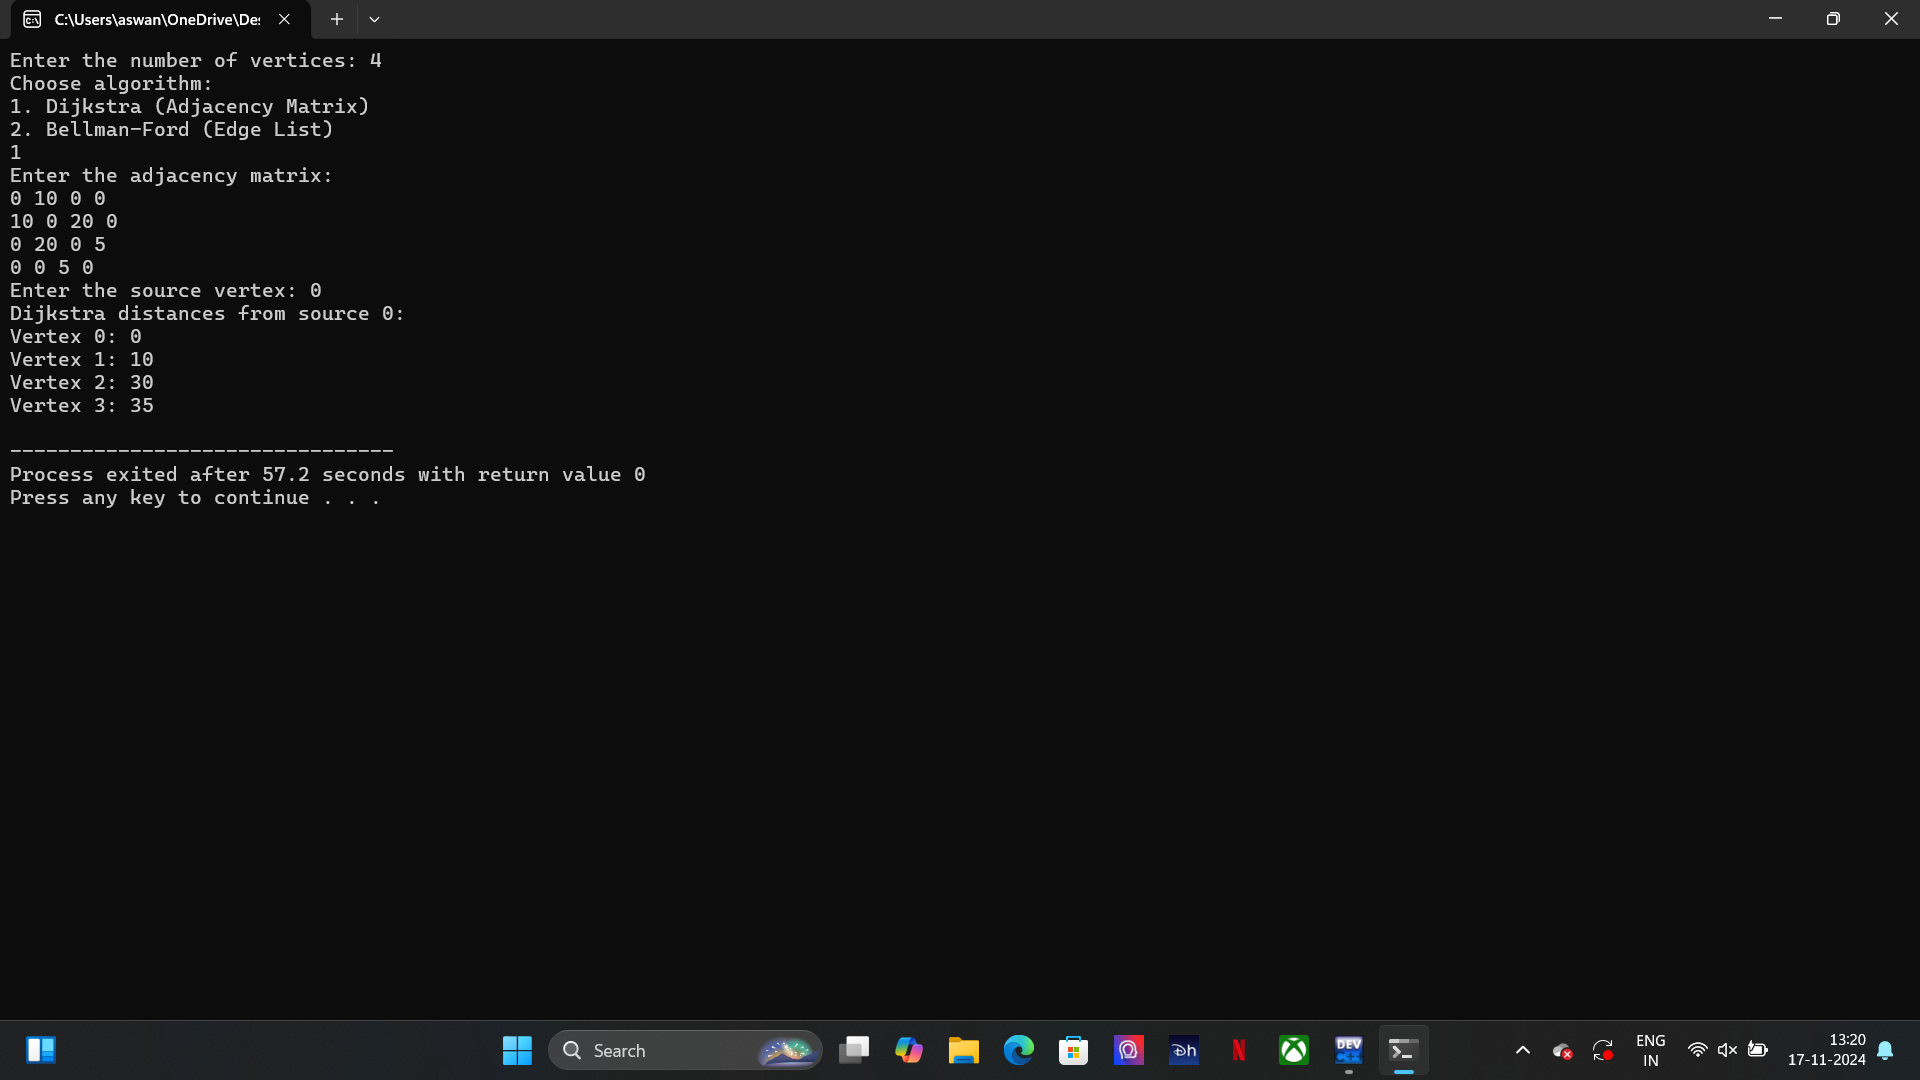 C:\Users\aswan\OneDrive\De
Enter the number of vertices: 4
Choose algorithm:
1. Dijkstra (Adjacency Matrix)
2. Bellman-Ford (Edge List)
1
Enter the adjacency matrix:
0 10 0 0
10 0 20 0
0 20 0 5
0 0 5 0
Enter the source vertex: 0
Dijkstra distances from source 0:
Vertex 0: 0
Vertex 1: 10
Vertex 2: 30
Vertex 3: 35
--------------------------------
Process exited after 57.2 seconds with return value 0
Press any key to continue . . .
Search
Dh
N
DEV
C++
ENG
IN
13:20
17-11-2024